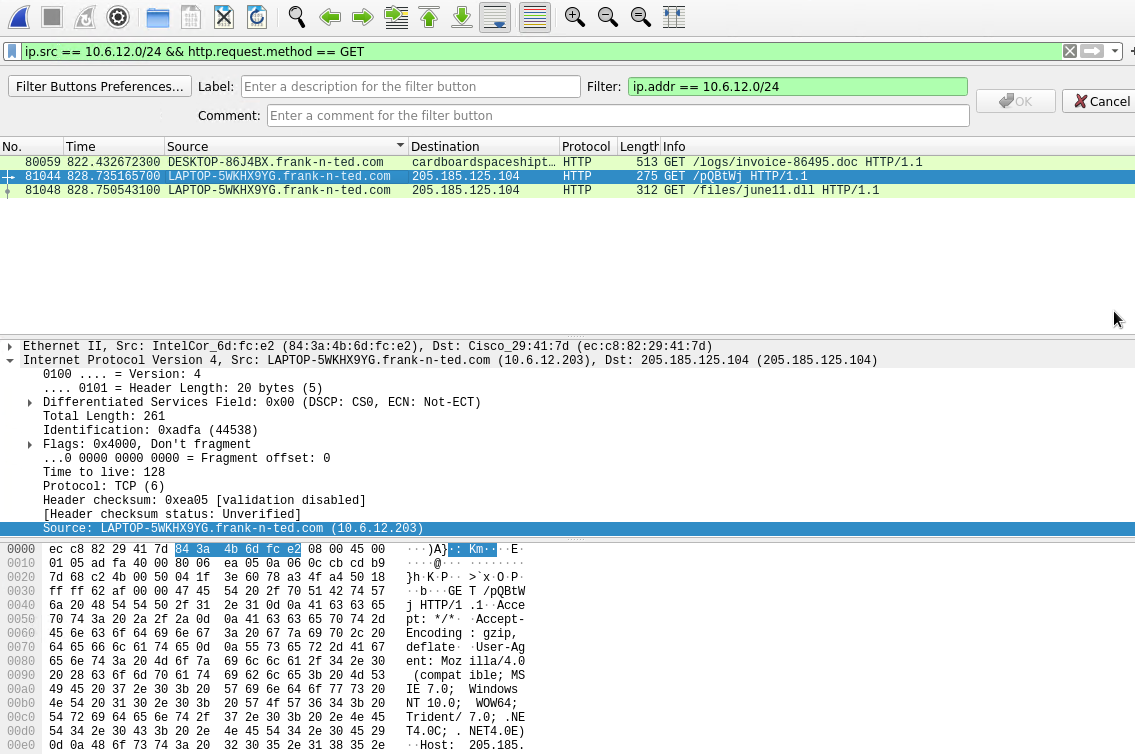 ip.src == 10.6.12.0/24 && http.request.method == GET
Filter Buttons Preferences... Label: Enter a description for the filter button Filter: ip.addr == 10.6.12.0/24 OK Cancel
Comment: Enter a comment for the filter button
No. Time Source Destination Protocol Length Info
80059 822.432672300 DESKTOP-86J4BX.frank-n-ted.com cardboardspaceshipt… HTTP 513 GET /logs/invoice-86495.doc HTTP/1.1
81044 828.735165700 LAPTOP-5WKHX9YG.frank-n-ted.com 205.185.125.104 HTTP 275 GET /pQBtWj HTTP/1.1
81048 828.750543100 LAPTOP-5WKHX9YG.frank-n-ted.com 205.185.125.104 HTTP 312 GET /files/june11.dll HTTP/1.1
Ethernet II, Src: IntelCor_6d:fc:e2 (84:3a:4b:6d:fc:e2), Dst: Cisco_29:41:7d (ec:c8:82:29:41:7d)
Internet Protocol Version 4, Src: LAPTOP-5WKHX9YG.frank-n-ted.com (10.6.12.203), Dst: 205.185.125.104 (205.185.125.104)
0100 .... = Version: 4
.... 0101 = Header Length: 20 bytes (5)
Differentiated Services Field: 0x00 (DSCP: CS0, ECN: Not-ECT)
Total Length: 261
Identification: 0xadfa (44538)
Flags: 0x4000, Don't fragment
...0 0000 0000 0000 = Fragment offset: 0
Time to live: 128
Protocol: TCP (6)
Header checksum: 0xea05 [validation disabled]
[Header checksum status: Unverified]
Source: LAPTOP-5WKHX9YG.frank-n-ted.com (10.6.12.203)
0000 ec c8 82 29 41 7d 84 3a 4b 6d fc e2 08 00 45 00 ···)A}·: Km····E·
0010 01 05 ad fa 40 00 80 06 ea 05 0a 06 0c cb cd b9 ····@··· ········
0020 7d 68 c2 4b 00 50 04 1f 3e 60 78 a3 4f a4 50 18 }h·K·P·· >`x·O·P·
0030 ff ff 62 af 00 00 47 45 54 20 2f 70 51 42 74 57 ··b···GE T /pQBtW
0040 6a 20 48 54 54 50 2f 31 2e 31 0d 0a 41 63 63 65 j HTTP/1 .1··Acce
0050 70 74 3a 20 2a 2f 2a 0d 0a 41 63 63 65 70 74 2d pt: */*· ·Accept-
0060 45 6e 63 6f 64 69 6e 67 3a 20 67 7a 69 70 2c 20 Encoding : gzip,
0070 64 65 66 6c 61 74 65 0d 0a 55 73 65 72 2d 41 67 deflate· ·User-Ag
0080 65 6e 74 3a 20 4d 6f 7a 69 6c 6c 61 2f 34 2e 30 ent: Moz illa/4.0
0090 20 28 63 6f 6d 70 61 74 69 62 6c 65 3b 20 4d 53 (compat ible; MS
00a0 49 45 20 37 2e 30 3b 20 57 69 6e 64 6f 77 73 20 IE 7.0; Windows
00b0 4e 54 20 31 30 2e 30 3b 20 57 4f 57 36 34 3b 20 NT 10.0; WOW64;
00c0 54 72 69 64 65 6e 74 2f 37 2e 30 3b 20 2e 4e 45 Trident/ 7.0; .NE
00d0 54 34 2e 30 43 3b 20 2e 4e 45 54 34 2e 30 45 29 T4.0C; . NET4.0E)
00e0 0d 0a 48 6f 73 74 3a 20 32 30 35 2e 31 38 35 2e ··Host: 205.185.